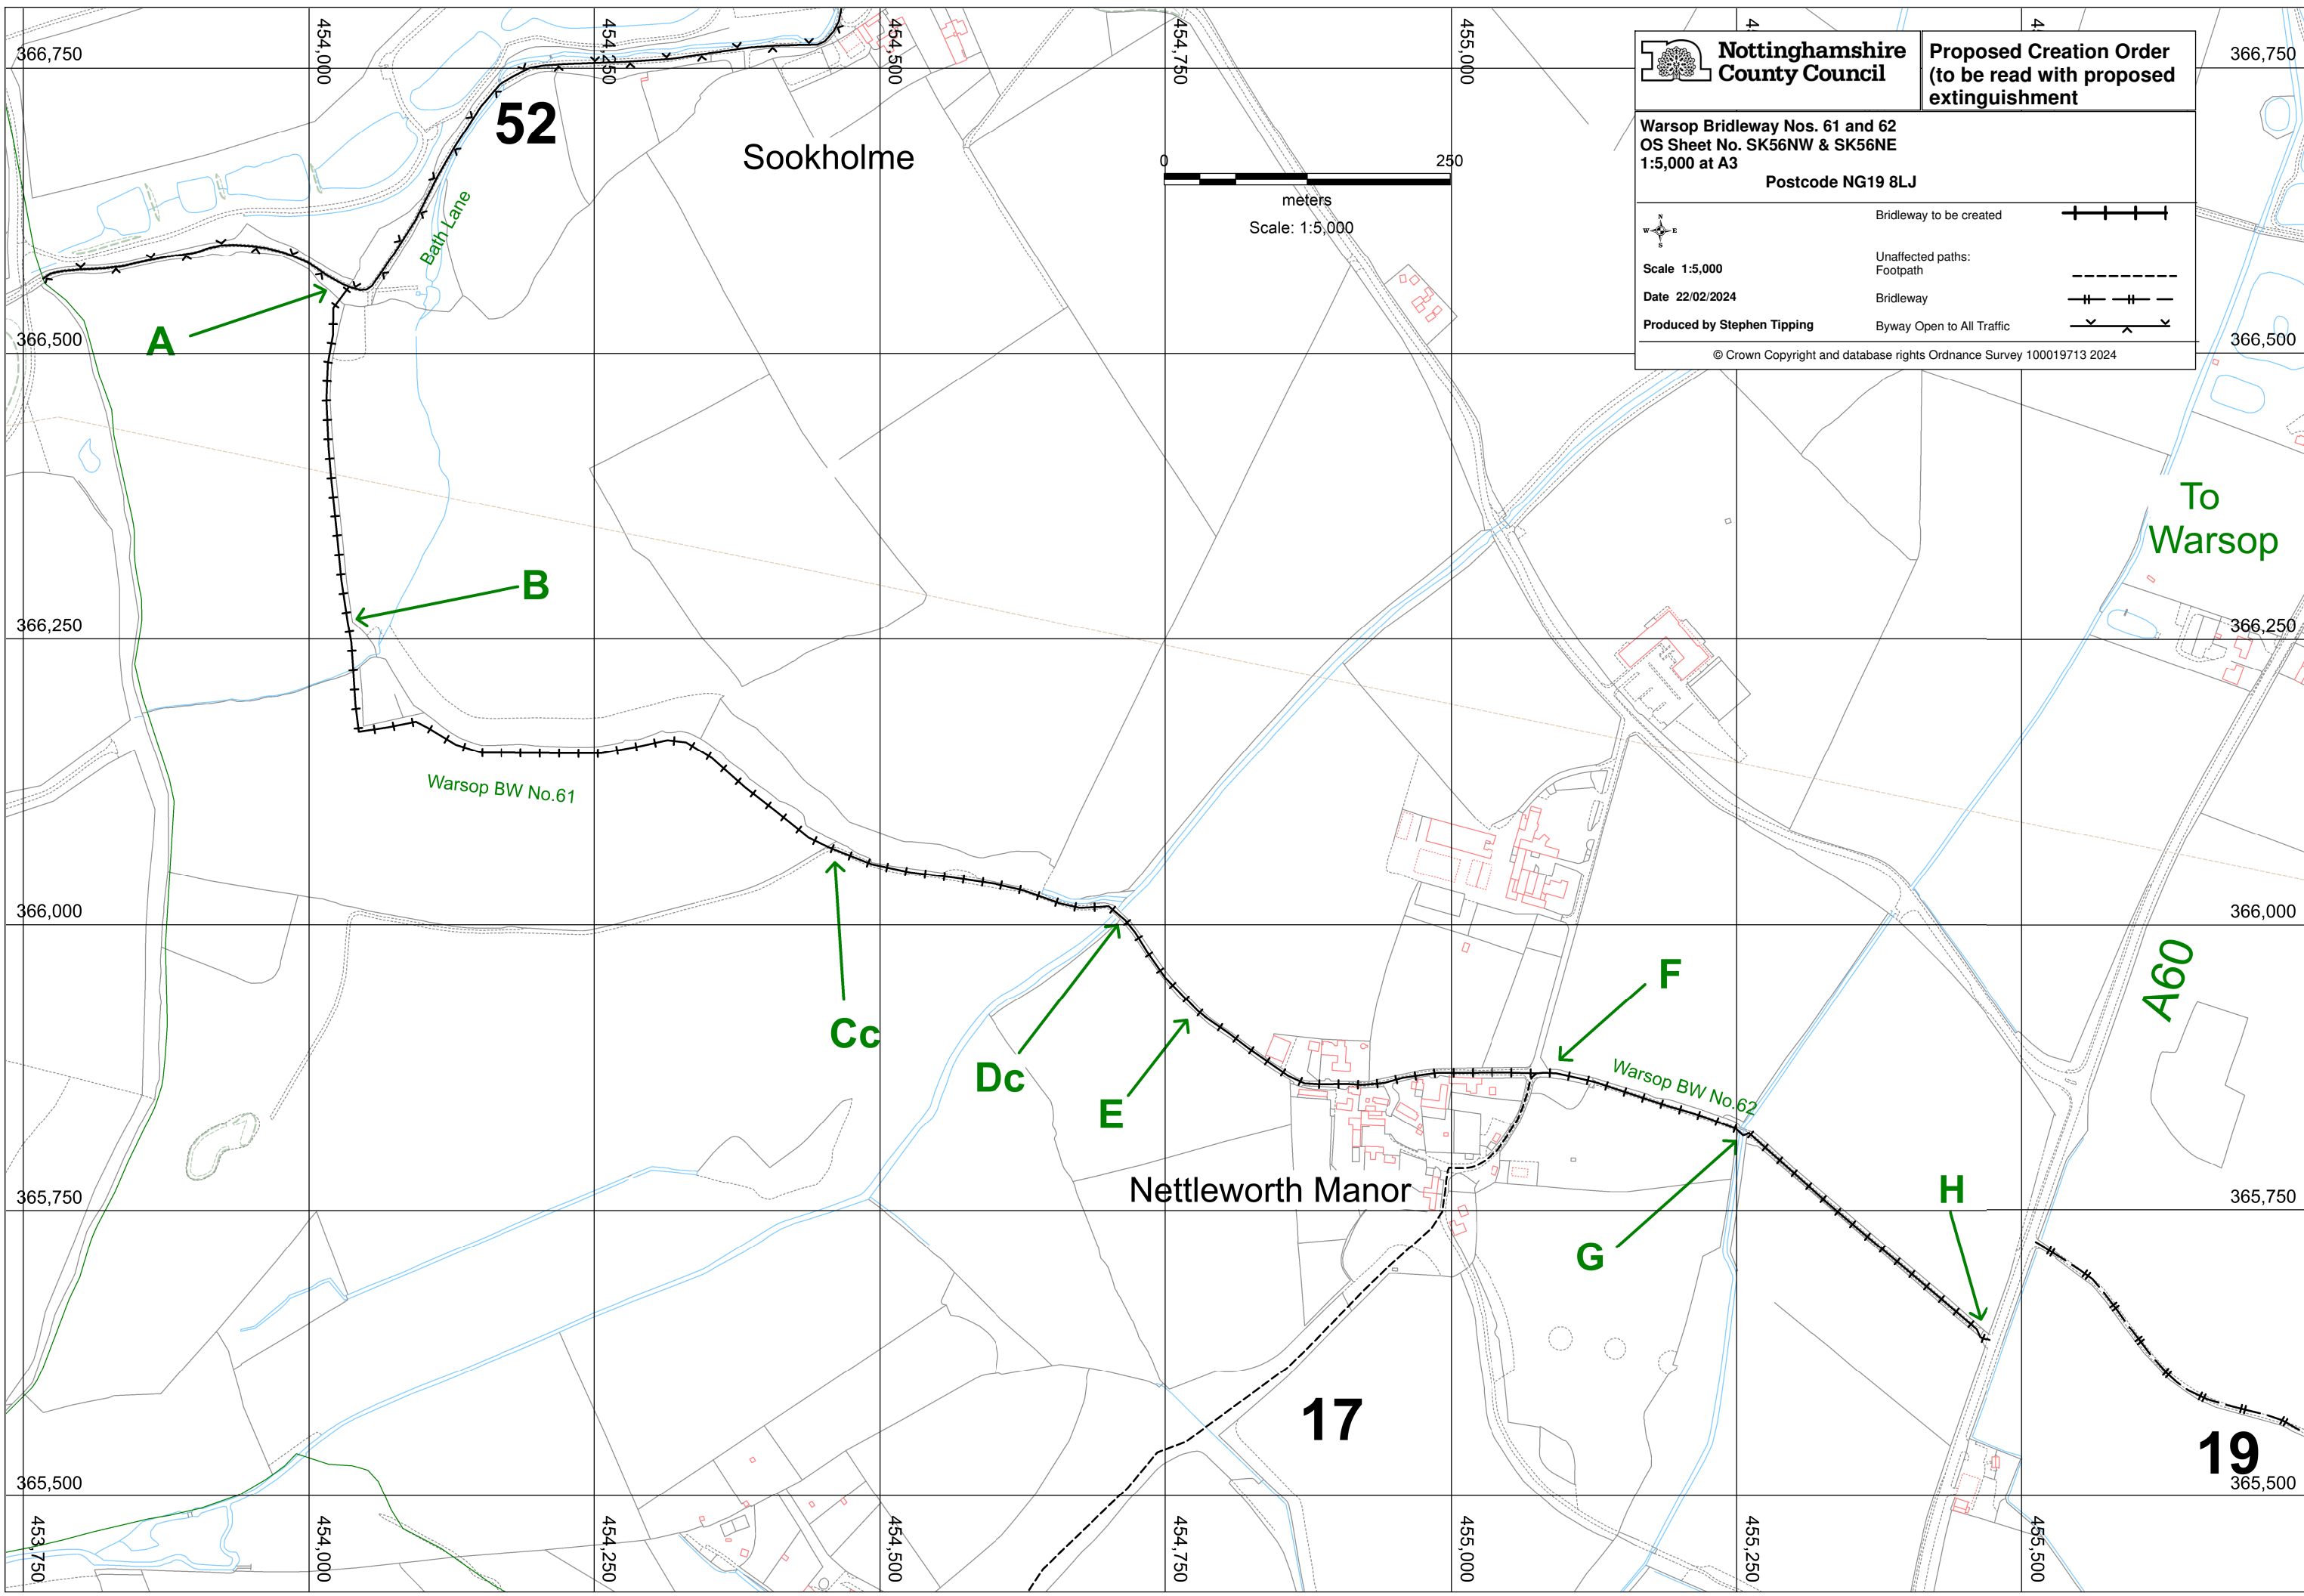 454,000
454,250
454,500
454,750
455,000
366,750
366,750
Nottinghamshire
County Council
Proposed Creation Order
(to be read with proposed
extinguishment
Warsop Bridleway Nos. 61 and 62
OS Sheet No. SK56NW & SK56NE
1:5,000 at A3
Postcode NG19 8LJ
N
W E
S
Bridleway to be created
Unaffected paths:
Footpath
Scale 1:5,000
Date 22/02/2024
Bridleway
Produced by Stephen Tipping
Byway Open to All Traffic
© Crown Copyright and database rights Ordnance Survey 100019713 2024
52
Sookholme
0 250
meters
Scale: 1:5,000
Bath Lane
A
366,500
366,500
To
Warsop
B
366,250
366,250
Warsop BW No.61
366,000
366,000
A60
Cc
Dc
E
F
Warsop BW No.62
Nettleworth Manor
G
H
365,750
365,750
17
19
365,500
365,500
453,750
454,000
454,250
454,500
454,750
455,000
455,250
455,500